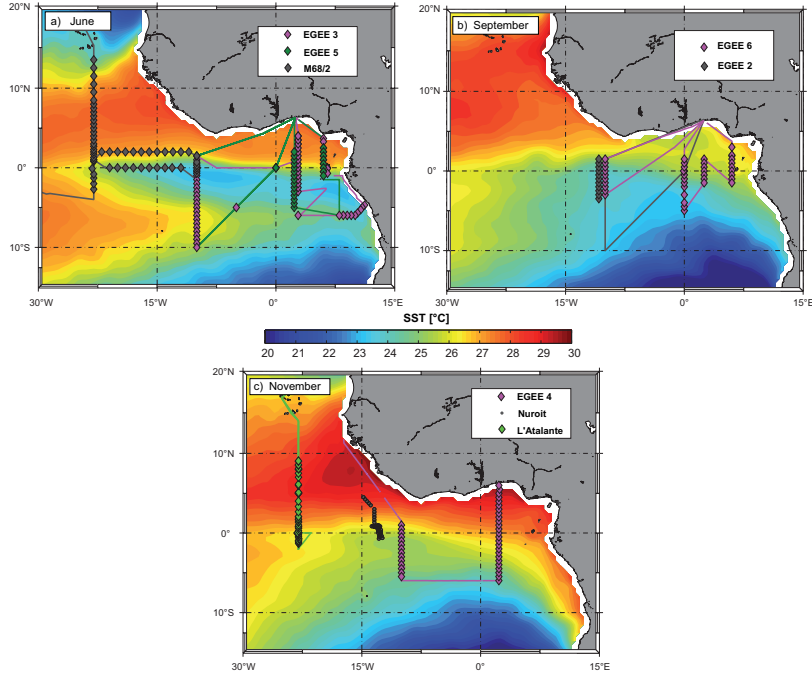 20°N
a) June
EGEE 3
EGEE 5
M68/2
10°N
0°
10°S
30°W
15°W
0°
15°E
20°N
b) September
EGEE 6
EGEE 2
10°N
0°
10°S
30°W
15°W
0°
15°E
SST [°C]
20 21 22 23 24 25 26 27 28 29 30
20°N
c) November
EGEE 4
Nuroit
L'Atalante
10°N
0°
10°S
30°W
15°W
0°
15°E